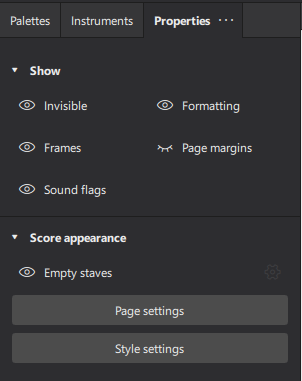 Palettes Instruments Properties ···
Show
Invisible Formatting
Frames Page margins
Sound flags
Score appearance
Empty staves
Page settings
Style settings